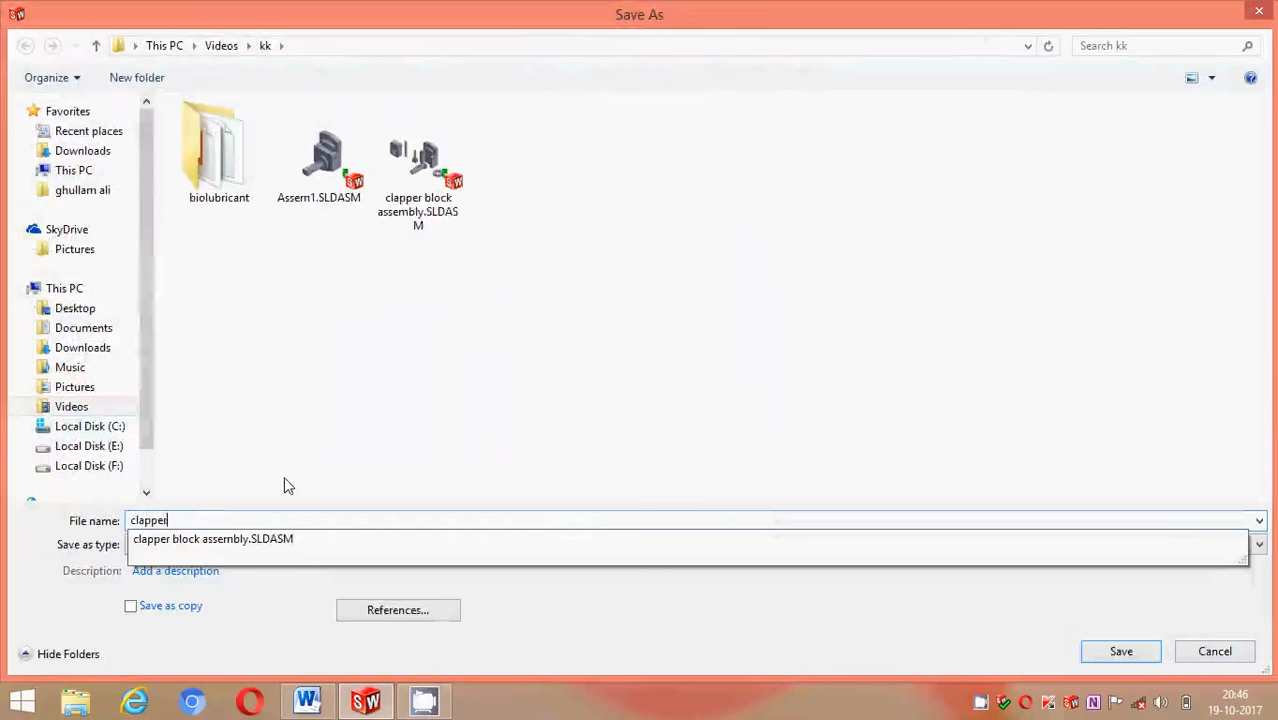 Save As
This PC
Videos
kk
Search kk
Organize
New folder
Favorites
Recent places
Downloads
This PC
ghullam ali
SkyDrive
Pictures
This PC
Desktop
Documents
Downloads
Music
Pictures
Videos
Local Disk (C:)
Local Disk (E:)
Local Disk (F:)
biolubricant
Assem1.SLDASM
clapper block
assembly.SLDAS
M
File name:
clapper
clapper block assembly.SLDASM
Save as type:
Description:
Add a description
Save as copy
References...
Hide Folders
Save
Cancel
20:46
19-10-2017